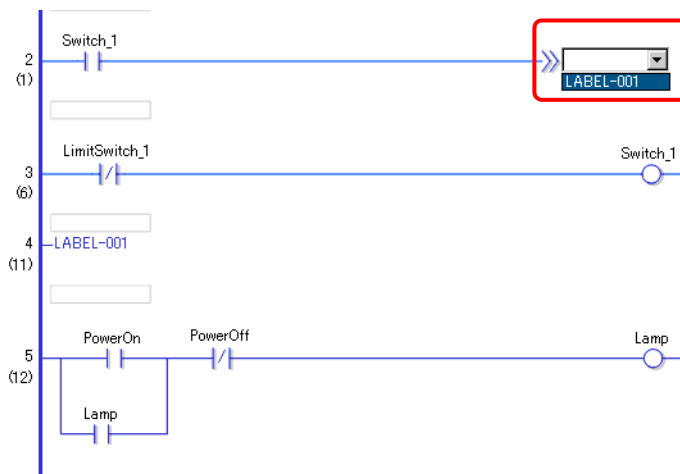 Switch_1
2
(1)
LABEL-001
LimitSwitch_1
Switch_1
3
(6)
4
LABEL-001
(11)
PowerOn
PowerOff
Lamp
5
(12)
Lamp